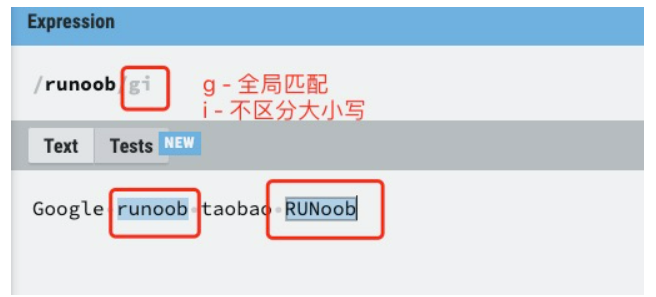 Expression
/runoob/gi
g - 全局匹配
i - 不区分大小写
Text Tests NEW
Google runoob taobao RUNoob